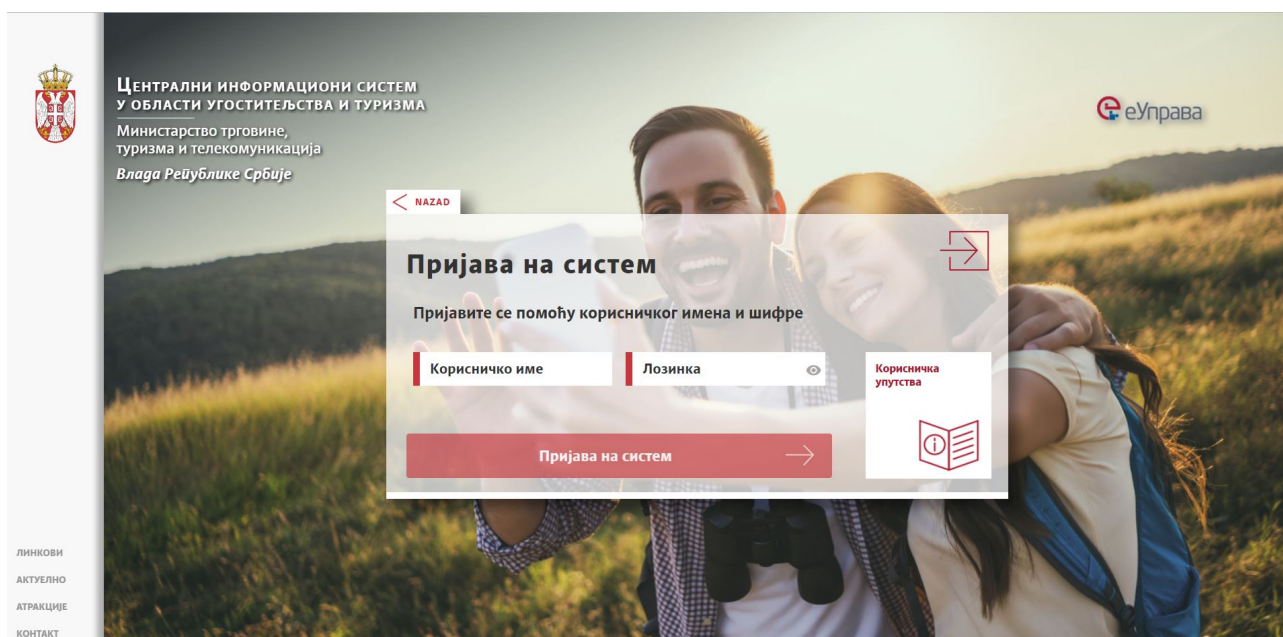 Централни информациони систем
у области угоститељства и туризма
Министарство трговине,
туризма и телекомуникација
Влада Републике Србије
еУправа
NAZAD
Пријава на систем
Пријавите се помоћу корисничког имена и шифре
Корисничко име
Лозинка
Корисничка
упутства
Пријава на систем
ЛИНКОВИ
АКТУЕЛНО
АТРАКЦИЈЕ
КОНТАКТ